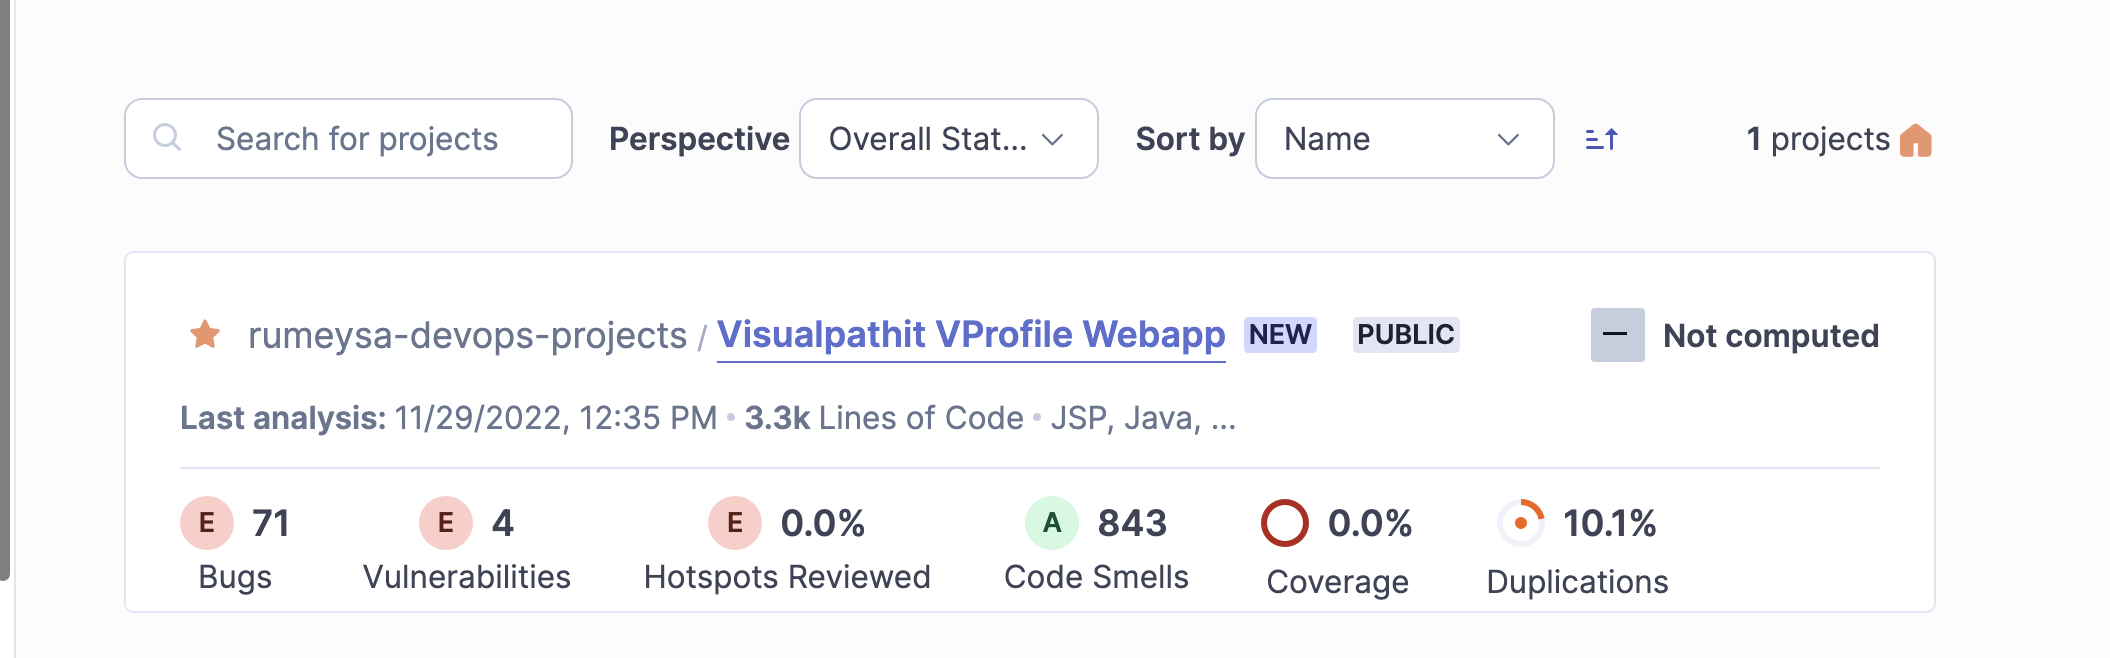 Search for projects Perspective Overall Stat... Sort by Name 1 projects
rumeysa-devops-projects / Visualpathit VProfile Webapp NEW PUBLIC Not computed
Last analysis: 11/29/2022, 12:35 PM • 3.3k Lines of Code • JSP, Java, ...
E 71 E 4 E 0.0% A 843 0.0% 10.1%
Bugs Vulnerabilities Hotspots Reviewed Code Smells Coverage Duplications